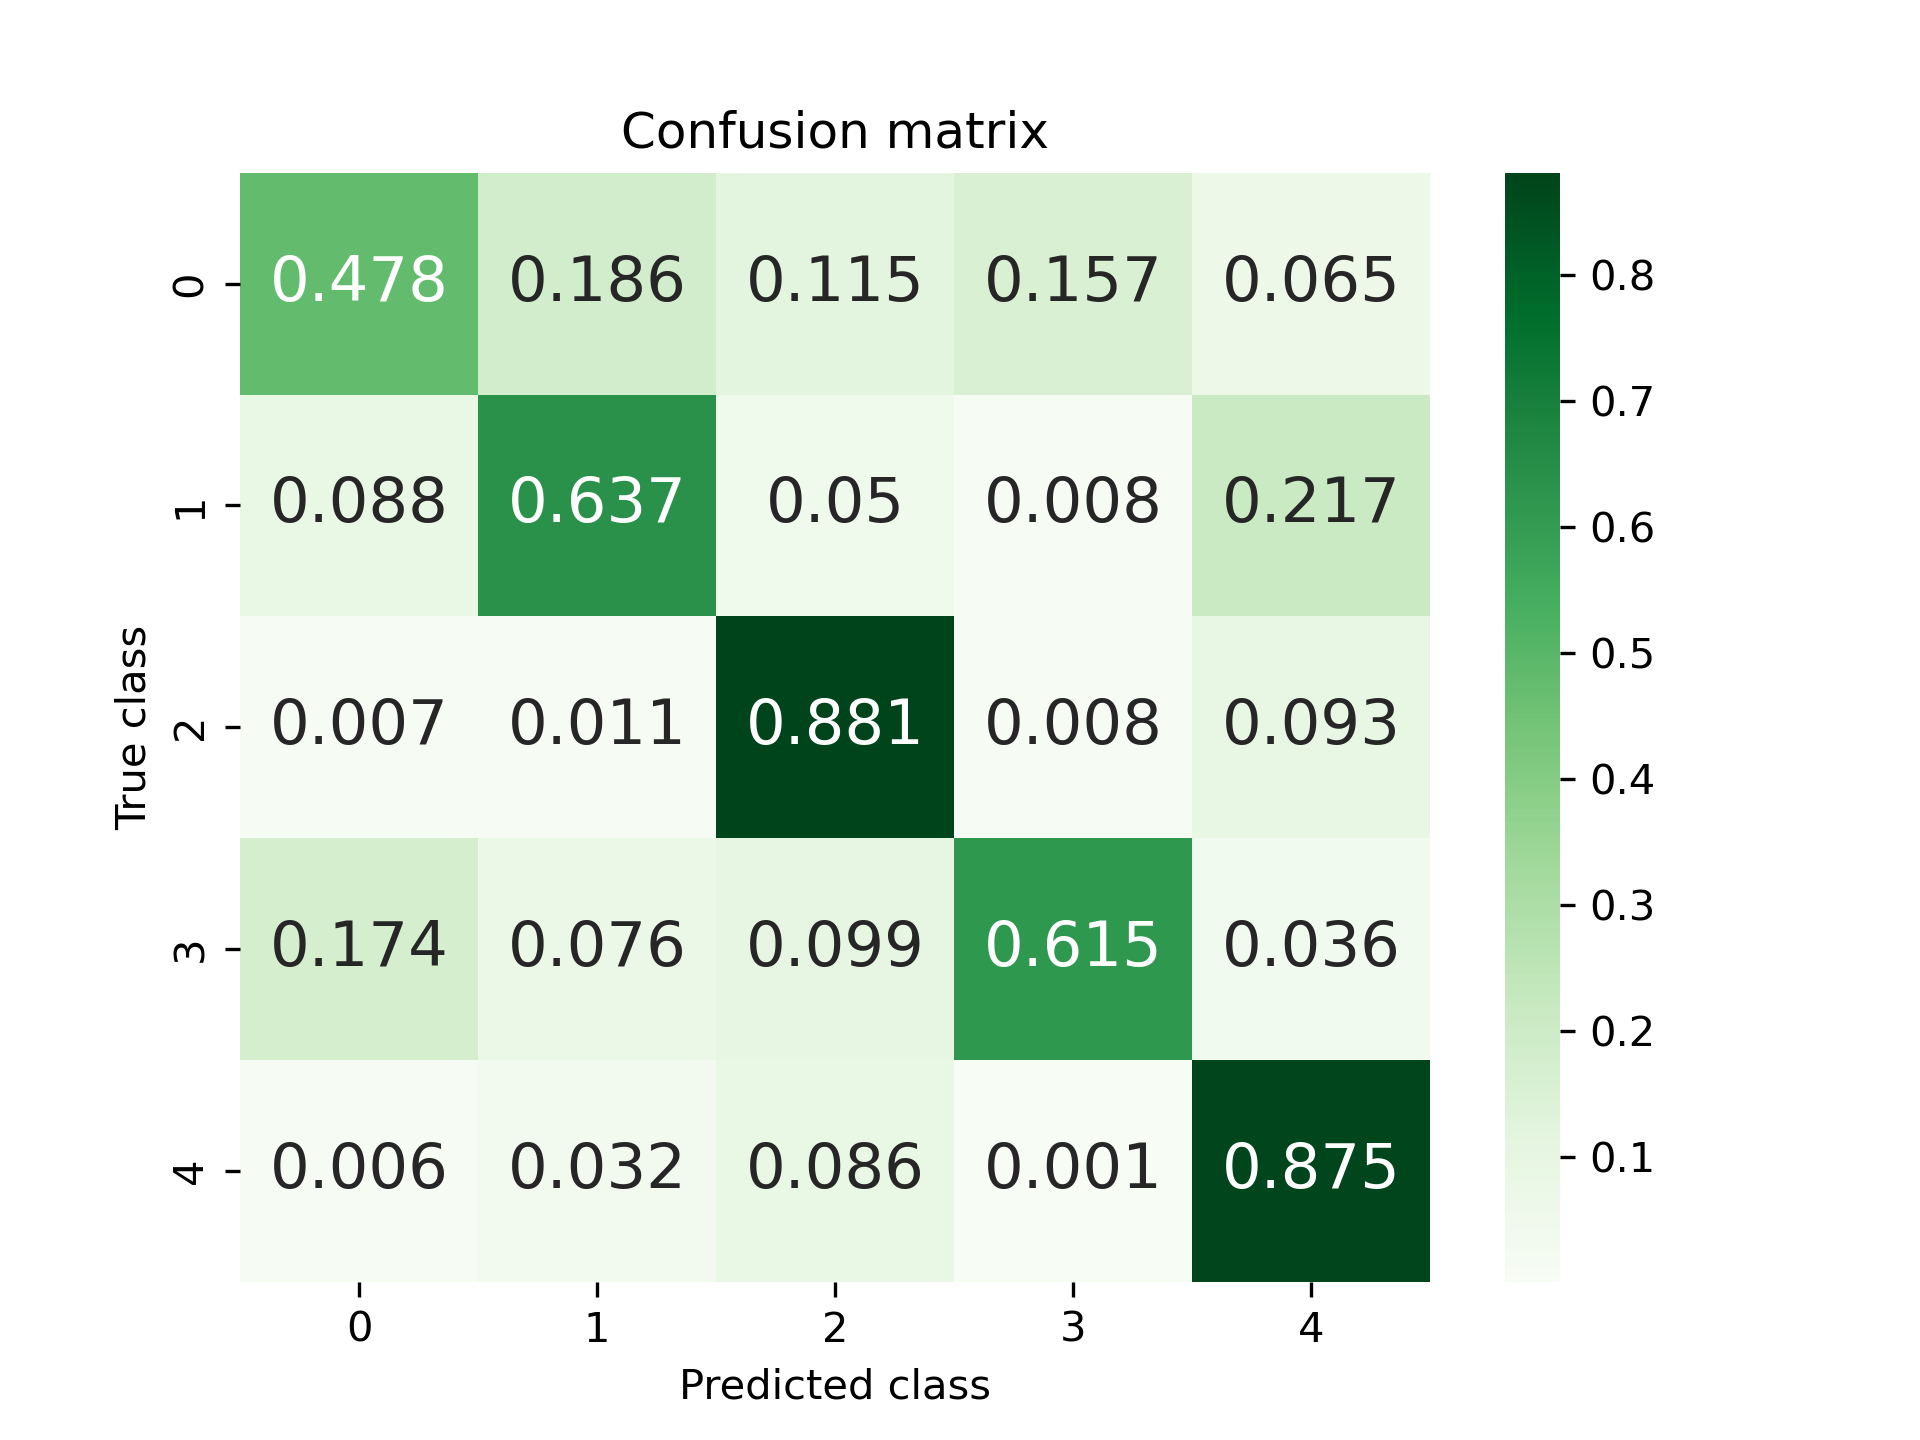 Confusion matrix
0 0.478 0.186 0.115 0.157 0.065
1 0.088 0.637 0.05 0.008 0.217
2 0.007 0.011 0.881 0.008 0.093
3 0.174 0.076 0.099 0.615 0.036
4 0.006 0.032 0.086 0.001 0.875
0 1 2 3 4
Predicted class
True class
0.8
0.7
0.6
0.5
0.4
0.3
0.2
0.1